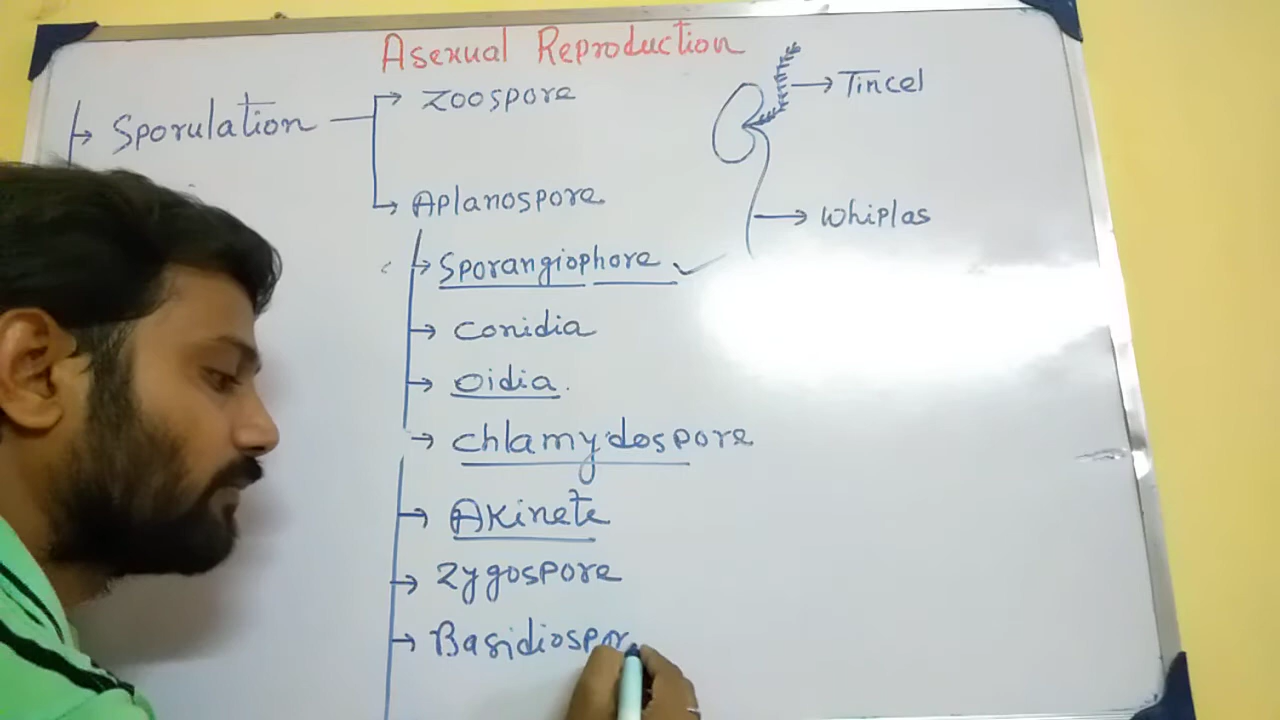 Asexual Reproduction
Sporulation
Zoospore
Tincel
Aplanospore
Whiplas
Sporangiophore
Conidia
Oidia.
Chlamydospore
Akinete
Zygospore
Basidiospor